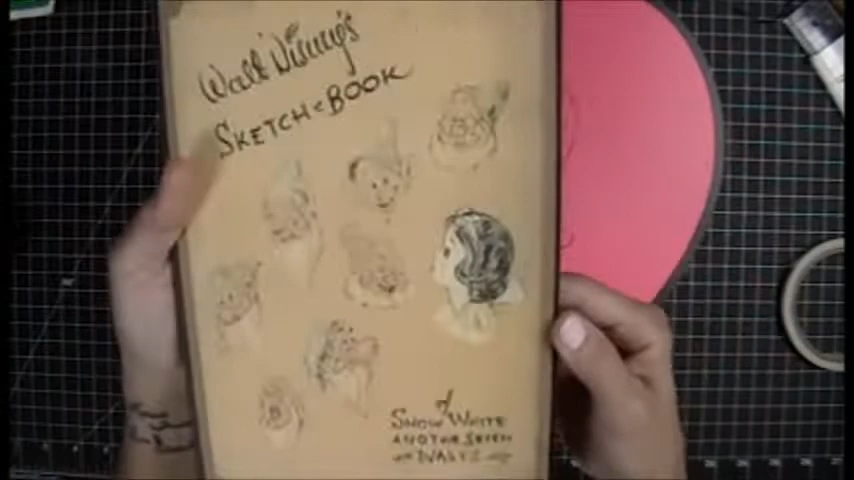 Walt Disney's
SKETCH BOOK
of
SNOW WHITE
AND THE SEVEN
DWARFS